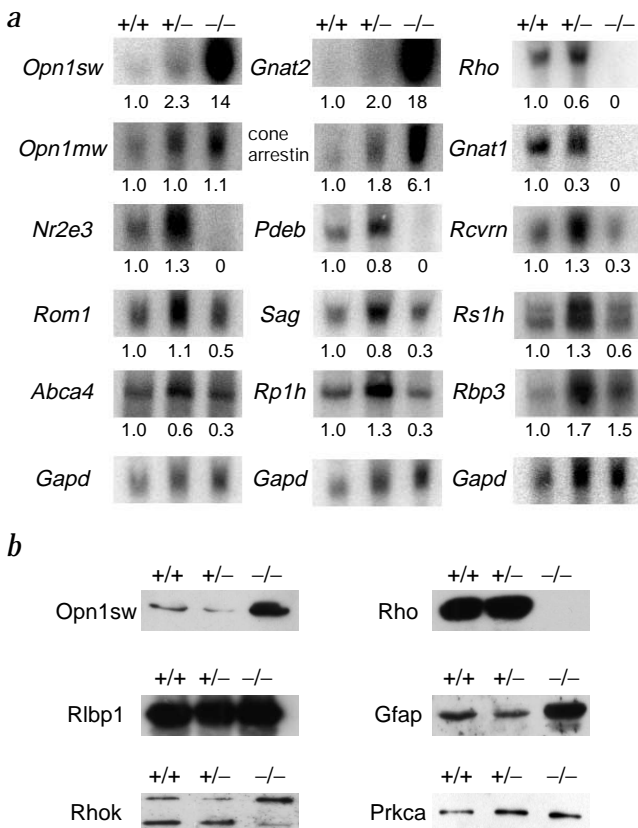 a
+/+ +/– –/– +/+ +/– –/– +/+ +/– –/–
Opn1sw Gnat2 Rho
1.0 2.3 14 1.0 2.0 18 1.0 0.6 0
Opn1mw cone arrestin Gnat1
1.0 1.0 1.1 1.0 1.8 6.1 1.0 0.3 0
Nr2e3 Pdeb Rcvrn
1.0 1.3 0 1.0 0.8 0 1.0 1.3 0.3
Rom1 Sag Rs1h
1.0 1.1 0.5 1.0 0.8 0.3 1.0 1.3 0.6
Abca4 Rp1h Rbp3
1.0 0.6 0.3 1.0 1.3 0.3 1.0 1.7 1.5
Gapd Gapd Gapd
b
+/+ +/– –/– +/+ +/– –/–
Opn1sw Rho
+/+ +/– –/– +/+ +/– –/–
Rlbp1 Gfap
+/+ +/– –/– +/+ +/– –/–
Rhok Prkca